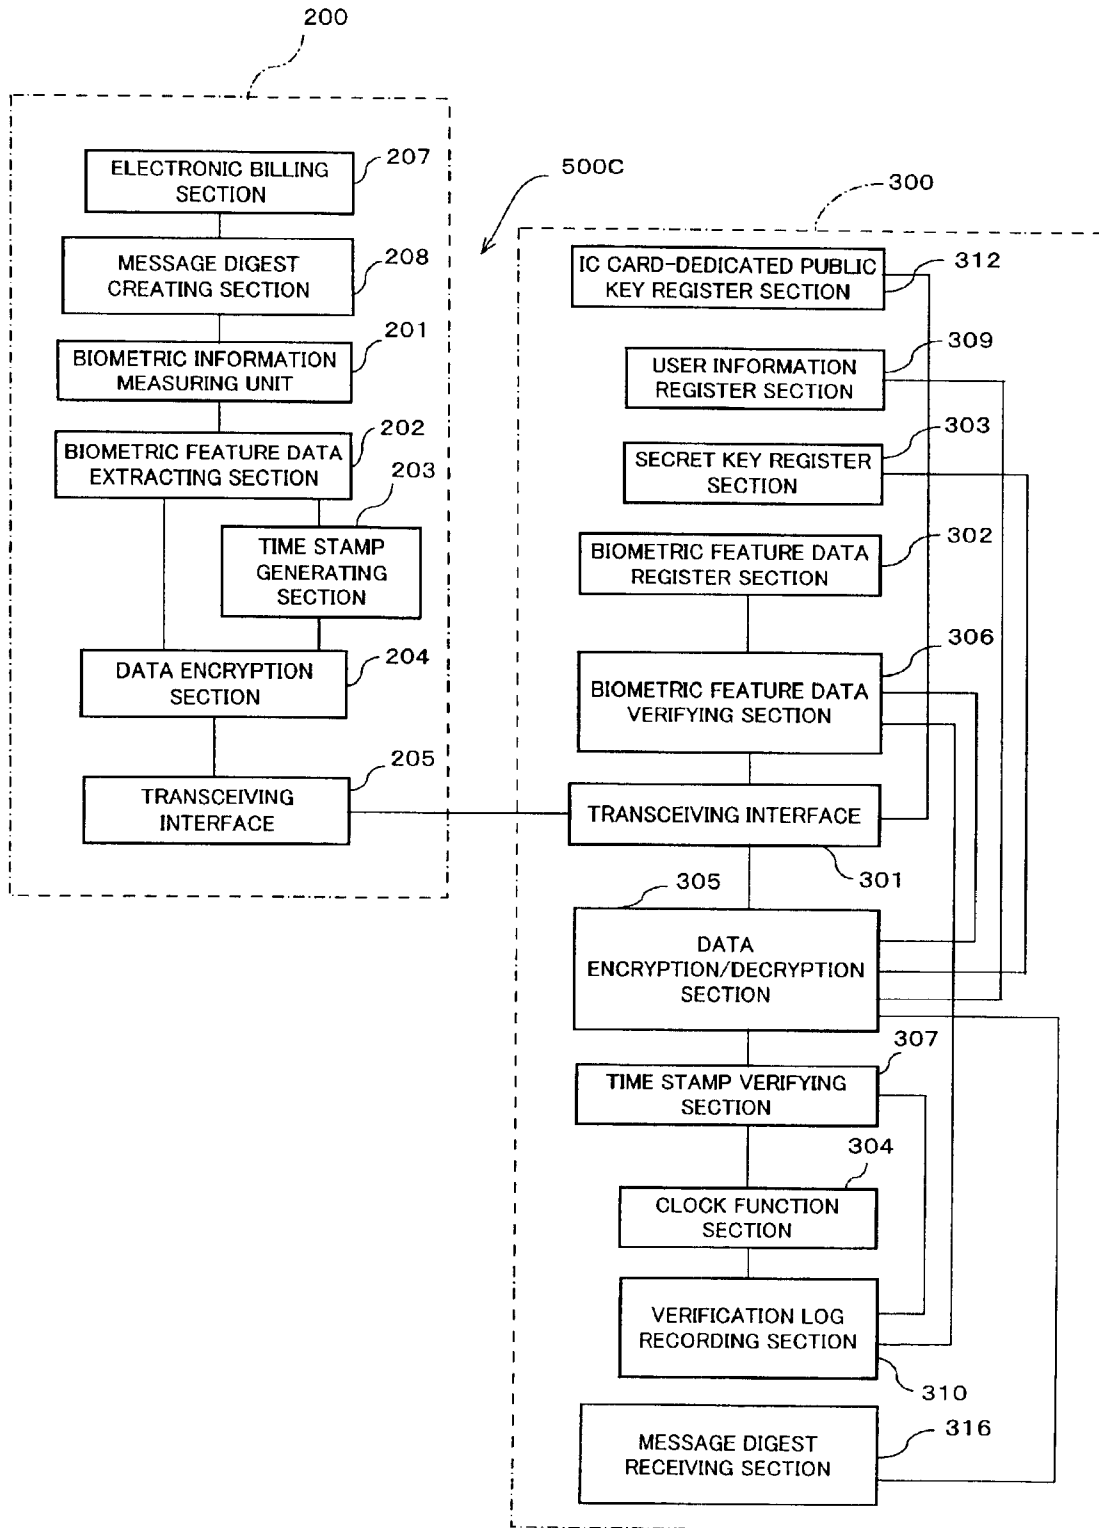 200
ELECTRONIC BILLING
SECTION
207
MESSAGE DIGEST
CREATING SECTION
208
BIOMETRIC INFORMATION
MEASURING UNIT
201
BIOMETRIC FEATURE DATA
EXTRACTING SECTION
202
203
TIME STAMP
GENERATING
SECTION
DATA ENCRYPTION
SECTION
204
TRANSCEIVING
INTERFACE
205
500C
300
IC CARD-DEDICATED PUBLIC
KEY REGISTER SECTION
312
USER INFORMATION
REGISTER SECTION
309
SECRET KEY REGISTER
SECTION
303
BIOMETRIC FEATURE DATA
REGISTER SECTION
302
BIOMETRIC FEATURE DATA
VERIFYING SECTION
306
TRANSCEIVING INTERFACE
301
305
DATA
ENCRYPTION/DECRYPTION
SECTION
TIME STAMP VERIFYING
SECTION
307
304
CLOCK FUNCTION
SECTION
VERIFICATION LOG
RECORDING SECTION
310
MESSAGE DIGEST
RECEIVING SECTION
316